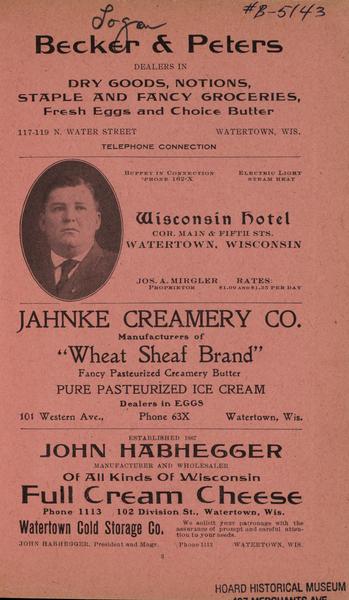 Logan
#B-5143
Becker & Peters
DEALERS IN
DRY GOODS, NOTIONS,
STAPLE AND FANCY GROCERIES,
Fresh Eggs and Choice Butter
117-119 N. WATER STREET WATERTOWN, WIS.
TELEPHONE CONNECTION
BUFFET IN CONNECTION ELECTRIC LIGHT
'PHONE 162-X STEAM HEAT
Wisconsin Hotel
COR. MAIN & FIFTH STS.
WATERTOWN, WISCONSIN
JOS. A. MIRGLER RATES:
PROPRIETOR $1.00 AND $1.25 PER DAY
JAHNKE CREAMERY CO.
Manufacturers of
"Wheat Sheaf Brand"
Fancy Pasteurized Creamery Butter
PURE PASTEURIZED ICE CREAM
Dealers in EGGS
101 Western Ave., Phone 63X Watertown, Wis.
ESTABLISHED 1867
JOHN HABHEGGER
MANUFACTURER AND WHOLESALER
Of All Kinds Of Wisconsin
Full Cream Cheese
Phone 1113 102 Division St., Watertown, Wis.
Watertown Cold Storage Co.
We solicit your patronage with the
assurance of prompt and careful atten-
tion to your needs.
JOHN HABHEGGER, President and Mngr. Phone 1113 WATERTOWN, WIS.
HOARD HISTORICAL MUSEUM
407 MERCHANTS AVE